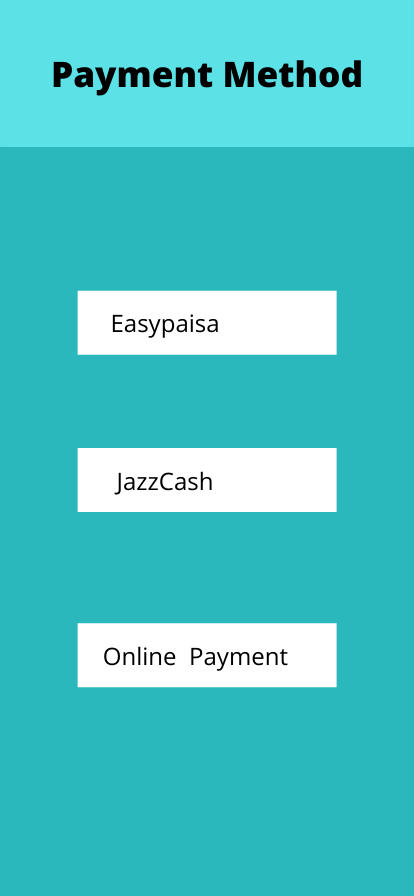 Payment Method
Easypaisa
JazzCash
Online Payment